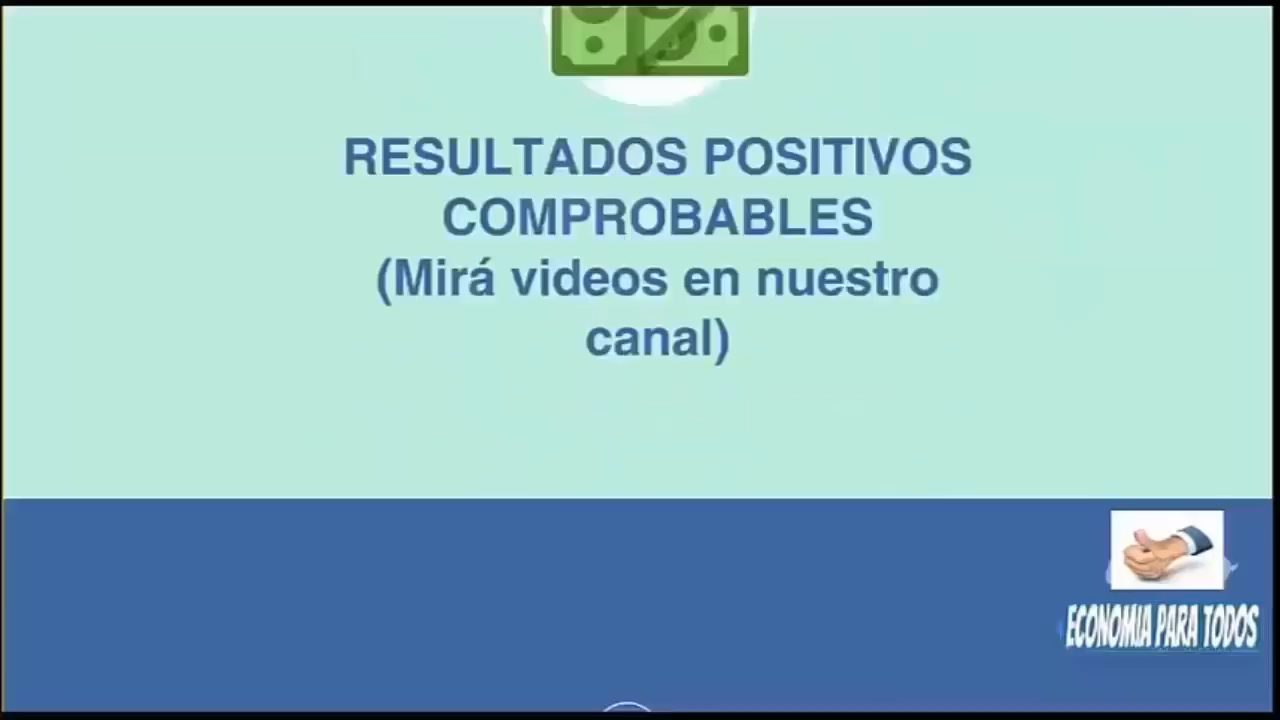 RESULTADOS POSITIVOS
COMPROBABLES
(Mirá videos en nuestro
canal)
ECONOMIA PARA TODOS